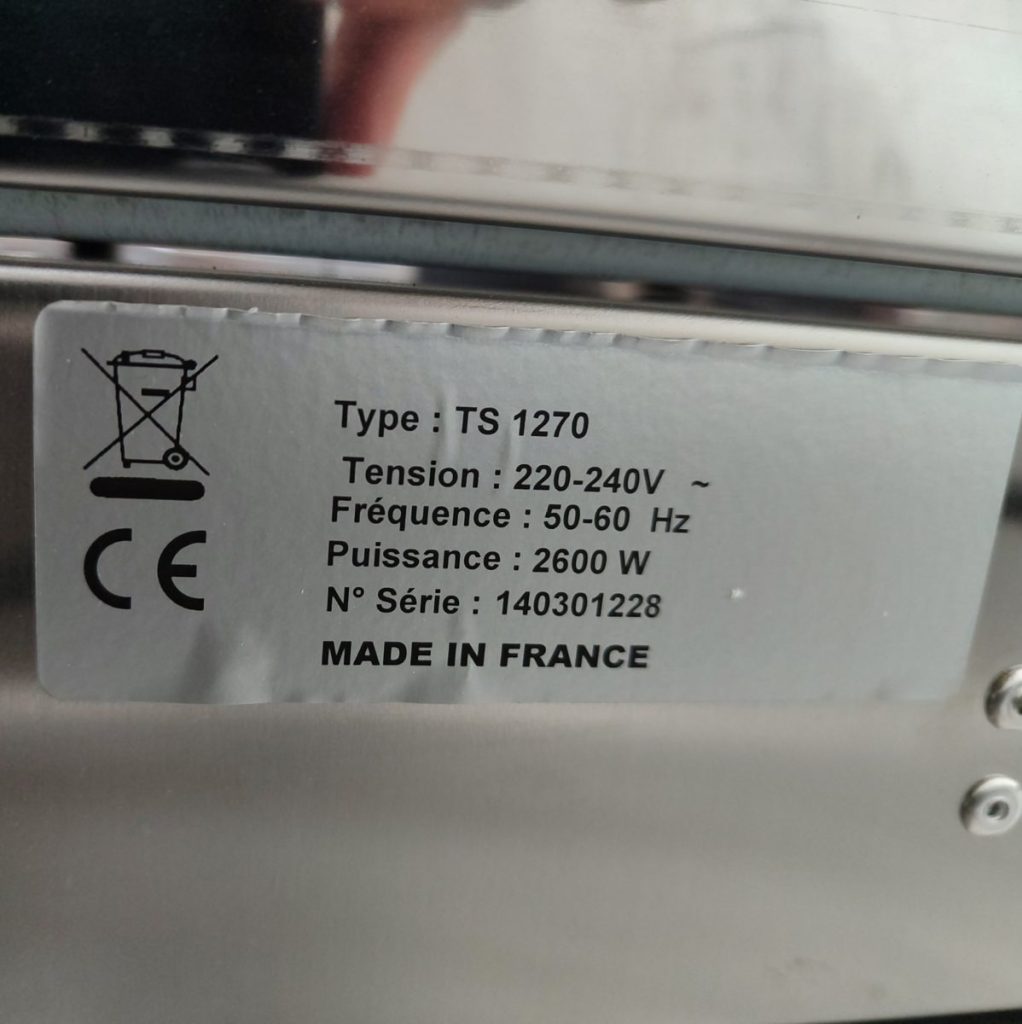 Type : TS 1270
Tension : 220-240V ~
Fréquence : 50-60 Hz
Puissance : 2600 W
N° Série : 140301228
MADE IN FRANCE
CE